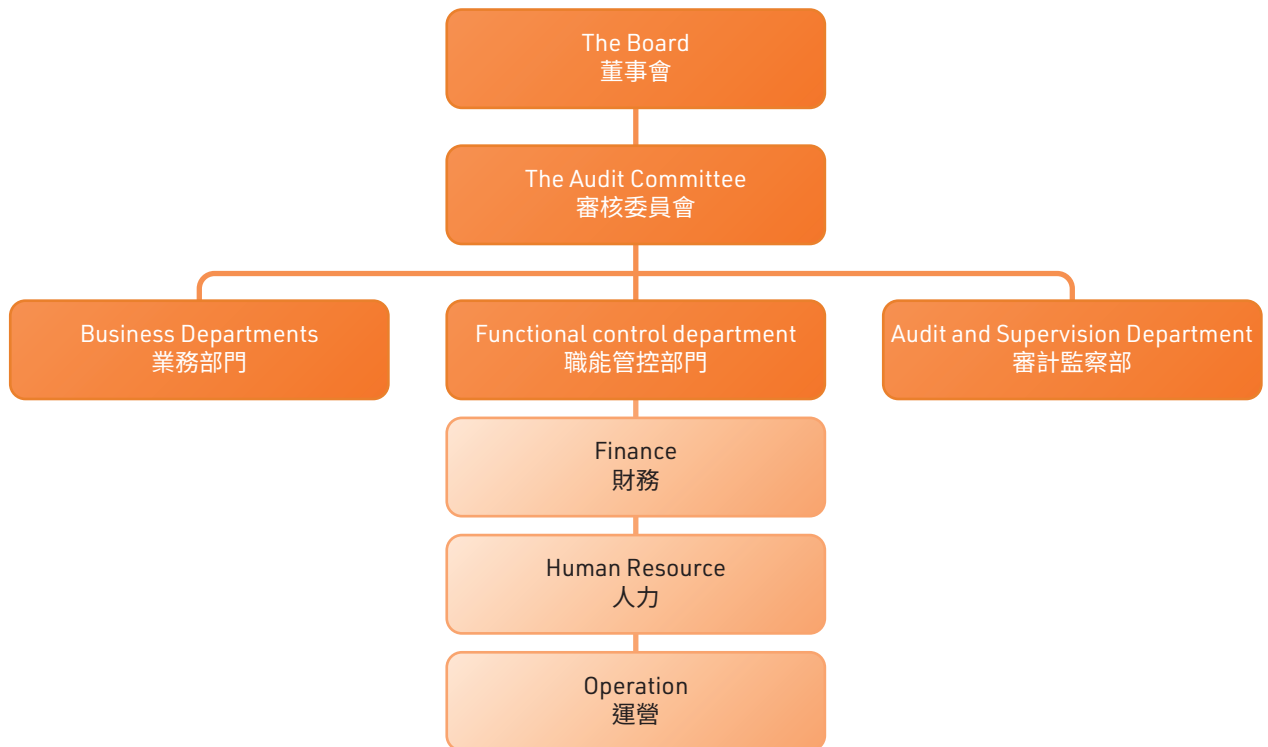 The Board
董事會
The Audit Committee
審核委員會
Business Departments
業務部門
Functional control department
職能管控部門
Audit and Supervision Department
審計監察部
Finance
財務
Human Resource
人力
Operation
運營